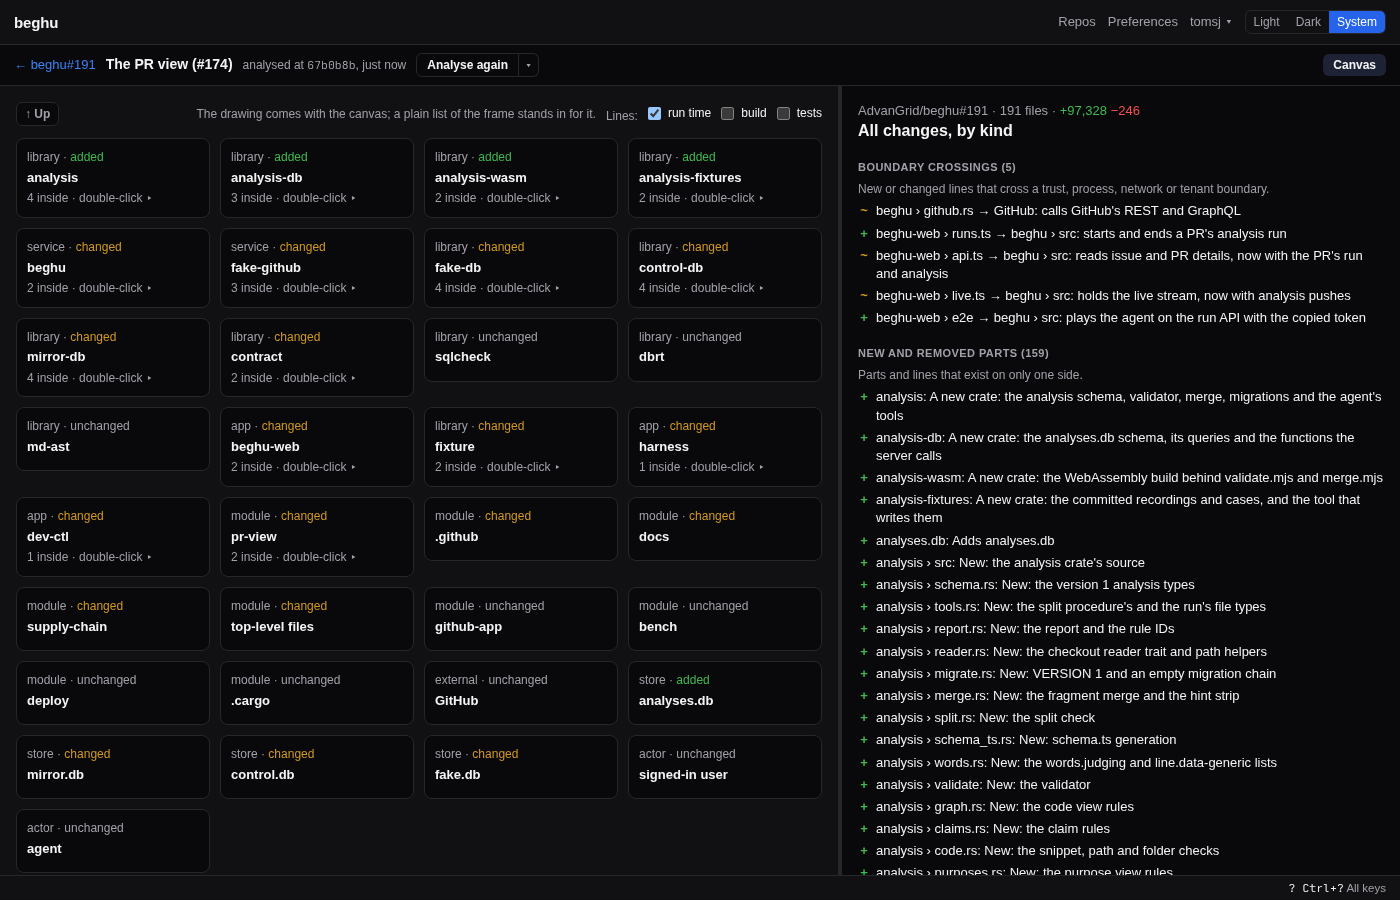 beghu
Repos Preferences tomsj ▾ Light Dark System
← beghu#191 The PR view (#174) analysed at 67b0b8b, just now Analyse again ▾ Canvas
↑ Up The drawing comes with the canvas; a plain list of the frame stands in for it. Lines: run time build tests
library · added
analysis
4 inside · double-click ▸
library · added
analysis-db
3 inside · double-click ▸
library · added
analysis-wasm
2 inside · double-click ▸
library · added
analysis-fixtures
2 inside · double-click ▸
service · changed
beghu
2 inside · double-click ▸
service · changed
fake-github
3 inside · double-click ▸
library · changed
fake-db
4 inside · double-click ▸
library · changed
control-db
4 inside · double-click ▸
library · changed
mirror-db
4 inside · double-click ▸
library · changed
contract
2 inside · double-click ▸
library · unchanged
sqlcheck
library · unchanged
dbrt
library · unchanged
md-ast
app · changed
beghu-web
2 inside · double-click ▸
library · changed
fixture
2 inside · double-click ▸
app · changed
harness
1 inside · double-click ▸
app · changed
dev-ctl
1 inside · double-click ▸
module · changed
pr-view
2 inside · double-click ▸
module · changed
.github
module · changed
docs
module · changed
supply-chain
module · changed
top-level files
module · unchanged
github-app
module · unchanged
bench
module · unchanged
deploy
module · unchanged
.cargo
external · unchanged
GitHub
store · added
analyses.db
store · changed
mirror.db
store · changed
control.db
store · changed
fake.db
actor · unchanged
signed-in user
actor · unchanged
agent
AdvanGrid/beghu#191 · 191 files · +97,328 −246
All changes, by kind
BOUNDARY CROSSINGS (5)
New or changed lines that cross a trust, process, network or tenant boundary.
~ beghu › github.rs → GitHub: calls GitHub's REST and GraphQL
+ beghu-web › runs.ts → beghu › src: starts and ends a PR's analysis run
~ beghu-web › api.ts → beghu › src: reads issue and PR details, now with the PR's run
and analysis
~ beghu-web › live.ts → beghu › src: holds the live stream, now with analysis pushes
+ beghu-web › e2e → beghu › src: plays the agent on the run API with the copied token
NEW AND REMOVED PARTS (159)
Parts and lines that exist on only one side.
+ analysis: A new crate: the analysis schema, validator, merge, migrations and the agent's
tools
+ analysis-db: A new crate: the analyses.db schema, its queries and the functions the
server calls
+ analysis-wasm: A new crate: the WebAssembly build behind validate.mjs and merge.mjs
+ analysis-fixtures: A new crate: the committed recordings and cases, and the tool that
writes them
+ analyses.db: Adds analyses.db
+ analysis › src: New: the analysis crate's source
+ analysis › schema.rs: New: the version 1 analysis types
+ analysis › tools.rs: New: the split procedure's and the run's file types
+ analysis › report.rs: New: the report and the rule IDs
+ analysis › reader.rs: New: the checkout reader trait and path helpers
+ analysis › migrate.rs: New: VERSION 1 and an empty migration chain
+ analysis › merge.rs: New: the fragment merge and the hint strip
+ analysis › split.rs: New: the split check
+ analysis › schema_ts.rs: New: schema.ts generation
+ analysis › words.rs: New: the words.judging and line.data-generic lists
+ analysis › validate: New: the validator
+ analysis › graph.rs: New: the code view rules
+ analysis › claims.rs: New: the claim rules
+ analysis › code.rs: New: the snippet, path and folder checks
+ analysis › purposes.rs: New: the purpose view rules
? Ctrl+? All keys